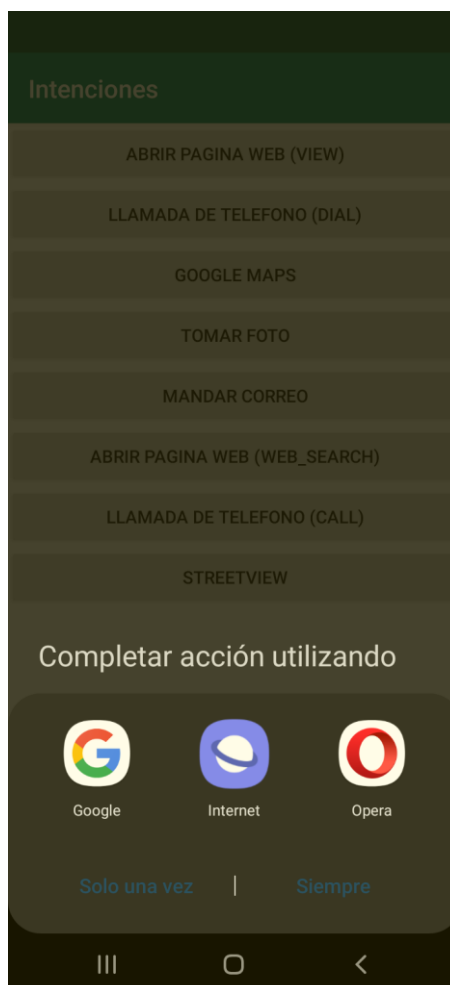 Intenciones
ABRIR PAGINA WEB (VIEW)
LLAMADA DE TELEFONO (DIAL)
GOOGLE MAPS
TOMAR FOTO
MANDAR CORREO
ABRIR PAGINA WEB (WEB_SEARCH)
LLAMADA DE TELEFONO (CALL)
STREETVIEW
Completar acción utilizando
Google Internet Opera
Solo una vez | Siempre